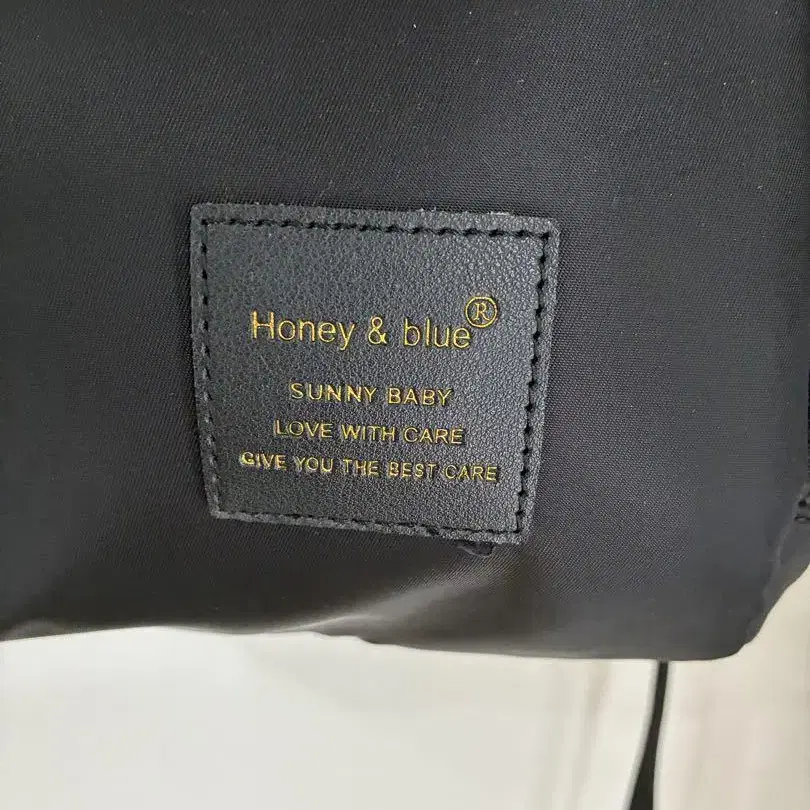 Honey & blue®
SUNNY BABY
LOVE WITH CARE
GIVE YOU THE BEST CARE